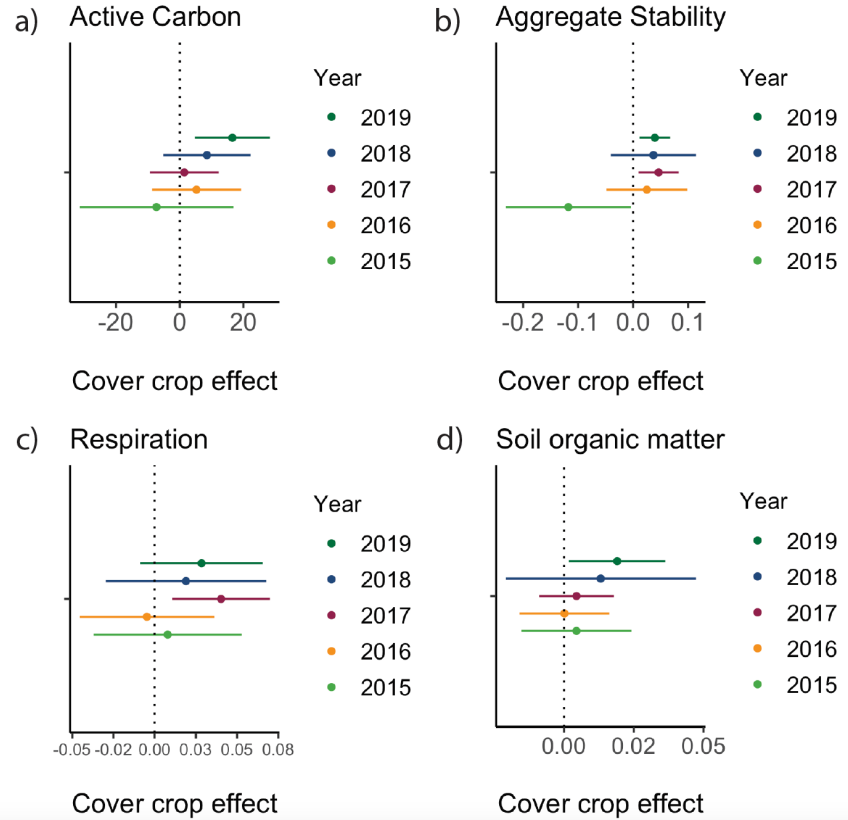 a) Active Carbon
Year
2019
2018
2017
2016
2015
-20 0 20
Cover crop effect
b) Aggregate Stability
Year
2019
2018
2017
2016
2015
-0.2 -0.1 0.0 0.1
Cover crop effect
c) Respiration
Year
2019
2018
2017
2016
2015
-0.05 -0.02 0.00 0.03 0.05 0.08
Cover crop effect
d) Soil organic matter
Year
2019
2018
2017
2016
2015
0.00 0.02 0.05
Cover crop effect